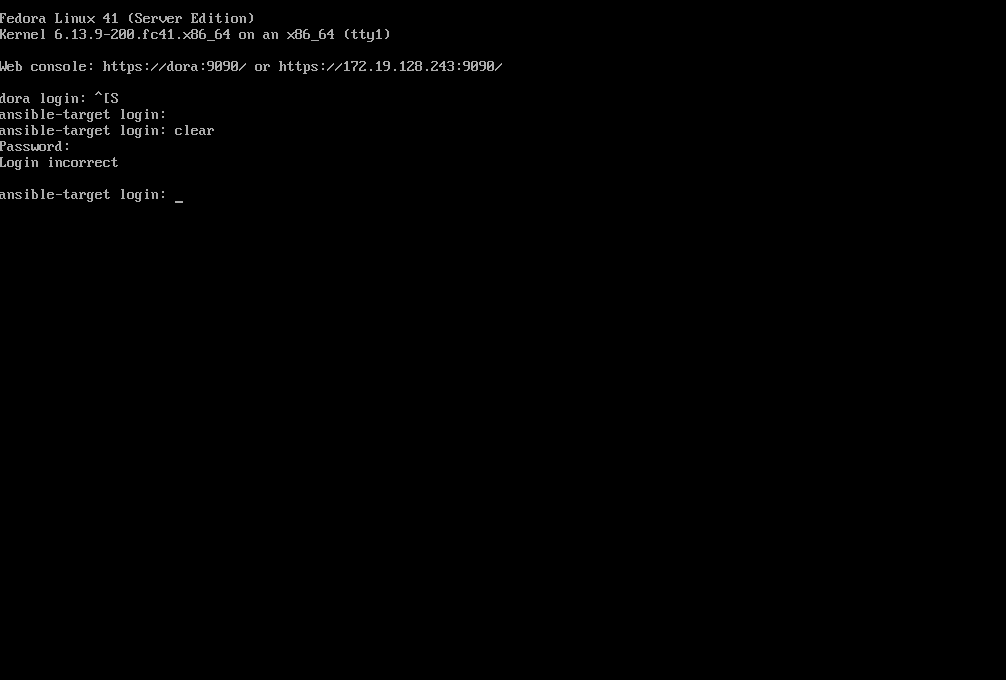 Fedora Linux 41 (Server Edition)
Kernel 6.13.9-200.fc41.x86_64 on an x86_64 (tty1)
Web console: https://dora:9090/ or https://172.19.128.243:9090/
dora login: ^[S
ansible-target login:
ansible-target login: clear
Password:
Login incorrect
ansible-target login: _